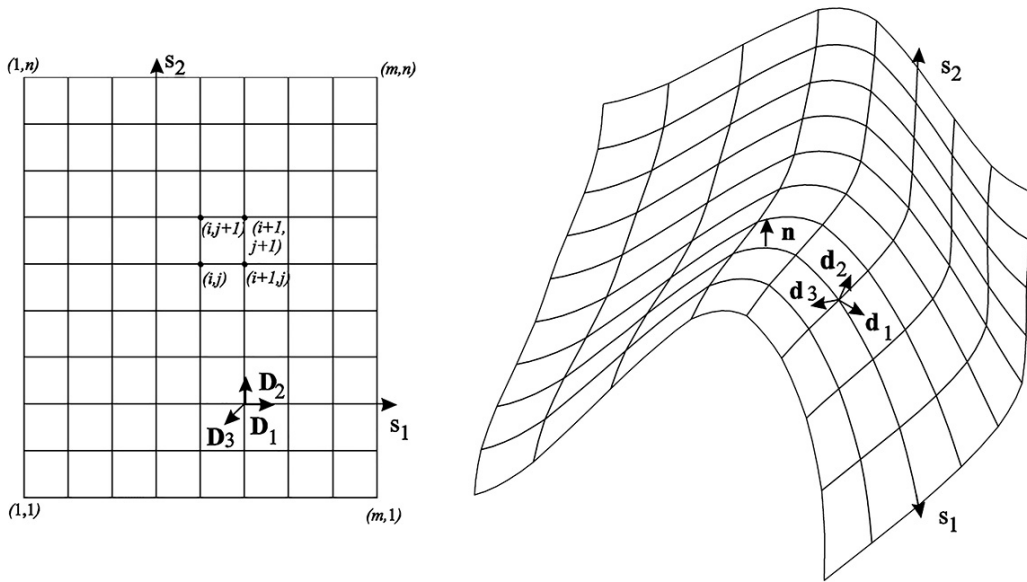 (1,n)
s2
(m,n)
(i,j+1)
(i+1,
j+1)
(i,j)
(i+1,j)
D2
D3
D1
s1
(1,1)
(m,1)
s2
n
d2
d3
d1
s1